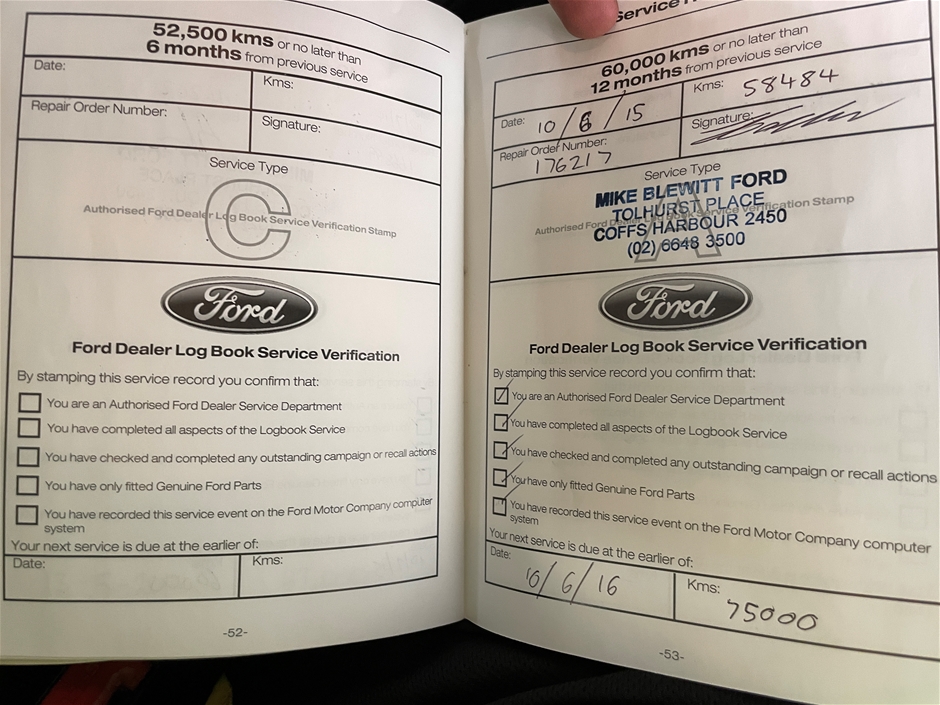 52,500 kms or no later than
6 months from previous service
Date:
Kms:
Repair Order Number:
Signature:
Service Type
C
Authorised Ford Dealer Log Book Service Verification Stamp
Ford
Ford Dealer Log Book Service Verification
By stamping this service record you confirm that:
You are an Authorised Ford Dealer Service Department
You have completed all aspects of the Logbook Service
You have checked and completed any outstanding campaign or recall actions
You have only fitted Genuine Ford Parts
You have recorded this service event on the Ford Motor Company computer
system
Your next service is due at the earlier of:
Date:
Kms:
-52-
Service
60,000 kms or no later than
12 months from previous service
Date: 10/6/15
Kms: 58484
Repair Order Number:
176217
Signature:
Service Type
A
Authorised Ford Dealer Log Book Service Verification Stamp
MIKE BLEWITT FORD
TOLHURST PLACE
COFFS HARBOUR 2450
(02) 6648 3500
Ford
Ford Dealer Log Book Service Verification
By stamping this service record you confirm that:
You are an Authorised Ford Dealer Service Department
You have completed all aspects of the Logbook Service
You have checked and completed any outstanding campaign or recall actions
You have only fitted Genuine Ford Parts
You have recorded this service event on the Ford Motor Company computer
system
Your next service is due at the earlier of:
Date:
10/6/16
Kms:
75000
-53-